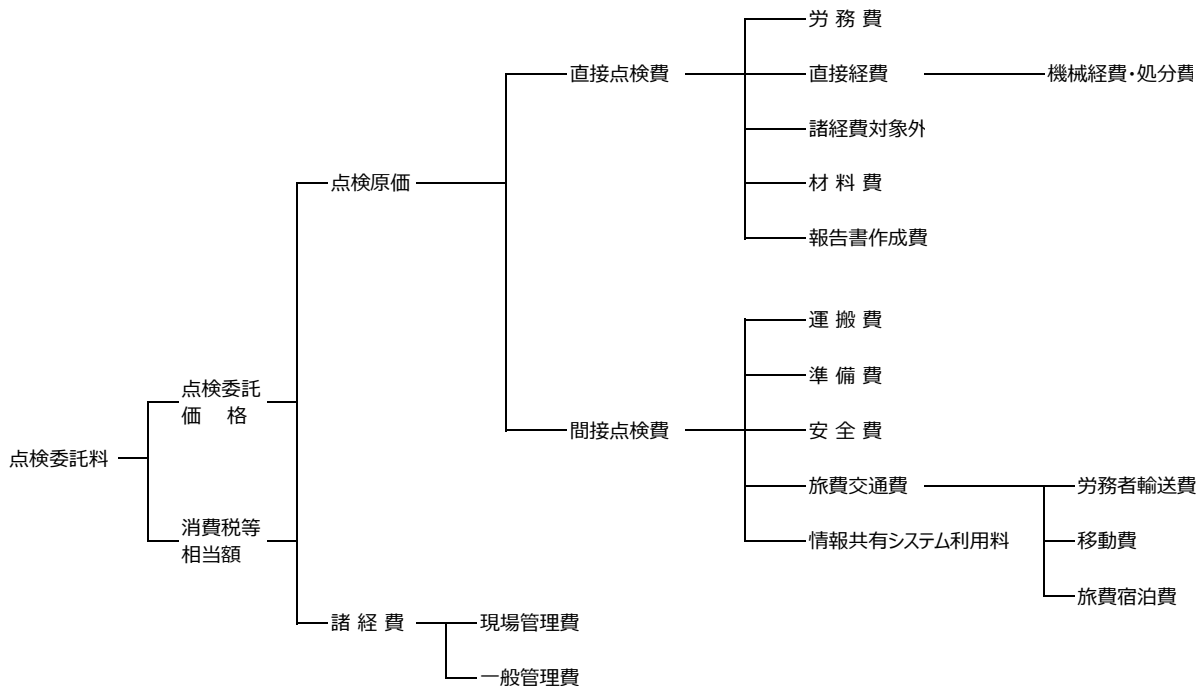 労 務 費
直接点検費
直接経費
機械経費・処分費
諸経費対象外
点検原価
材 料 費
報告書作成費
運 搬 費
準 備 費
点検委託
価 格
間接点検費
安 全 費
点検委託料
旅費交通費
労務者輸送費
消費税等
相当額
情報共有システム利用料
移動費
旅費宿泊費
諸 経 費
現場管理費
一般管理費